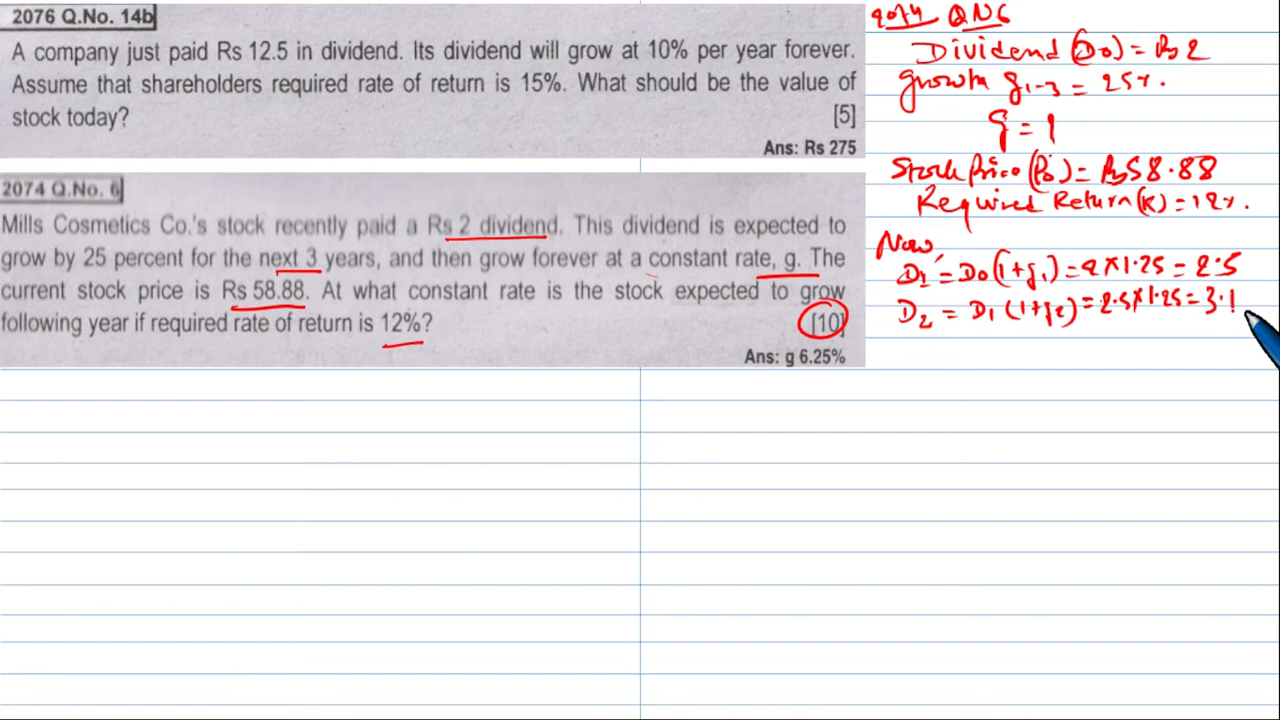 2076 Q.No. 14b
A company just paid Rs 12.5 in dividend. Its dividend will grow at 10% per year forever.
Assume that shareholders required rate of return is 15%. What should be the value of
stock today? [5]
Ans: Rs 275
2074 Q.No. 6
Mills Cosmetics Co.'s stock recently paid a Rs 2 dividend. This dividend is expected to
grow by 25 percent for the next 3 years, and then grow forever at a constant rate, g. The
current stock price is Rs 58.88. At what constant rate is the stock expected to grow
following year if required rate of return is 12%? [10]
Ans: g 6.25%
2074 QN6
Dividend (D0) = Rs 2
growth g1-3 = 25%.
g = ?
Stock Price (P0) = Rs 58.88
Required Return (K) = 12%.
Now,
D1 = D0 (1+g1) = 2×1.25 = 2.5
D2 = D1 (1+g2) = 2.5×1.25 = 3.1